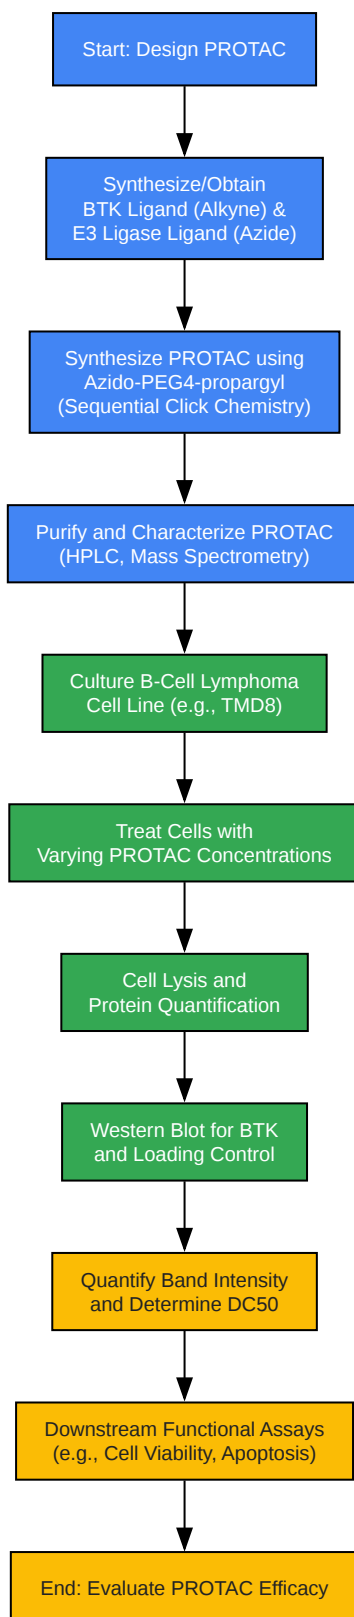 Start: Design PROTAC
Synthesize/Obtain
BTK Ligand (Alkyne) &
E3 Ligase Ligand (Azide)
Synthesize PROTAC using
Azido-PEG4-propargyl
(Sequential Click Chemistry)
Purify and Characterize PROTAC
(HPLC, Mass Spectrometry)
Culture B-Cell Lymphoma
Cell Line (e.g., TMD8)
Treat Cells with
Varying PROTAC Concentrations
Cell Lysis and
Protein Quantification
Western Blot for BTK
and Loading Control
Quantify Band Intensity
and Determine DC50
Downstream Functional Assays
(e.g., Cell Viability, Apoptosis)
End: Evaluate PROTAC Efficacy